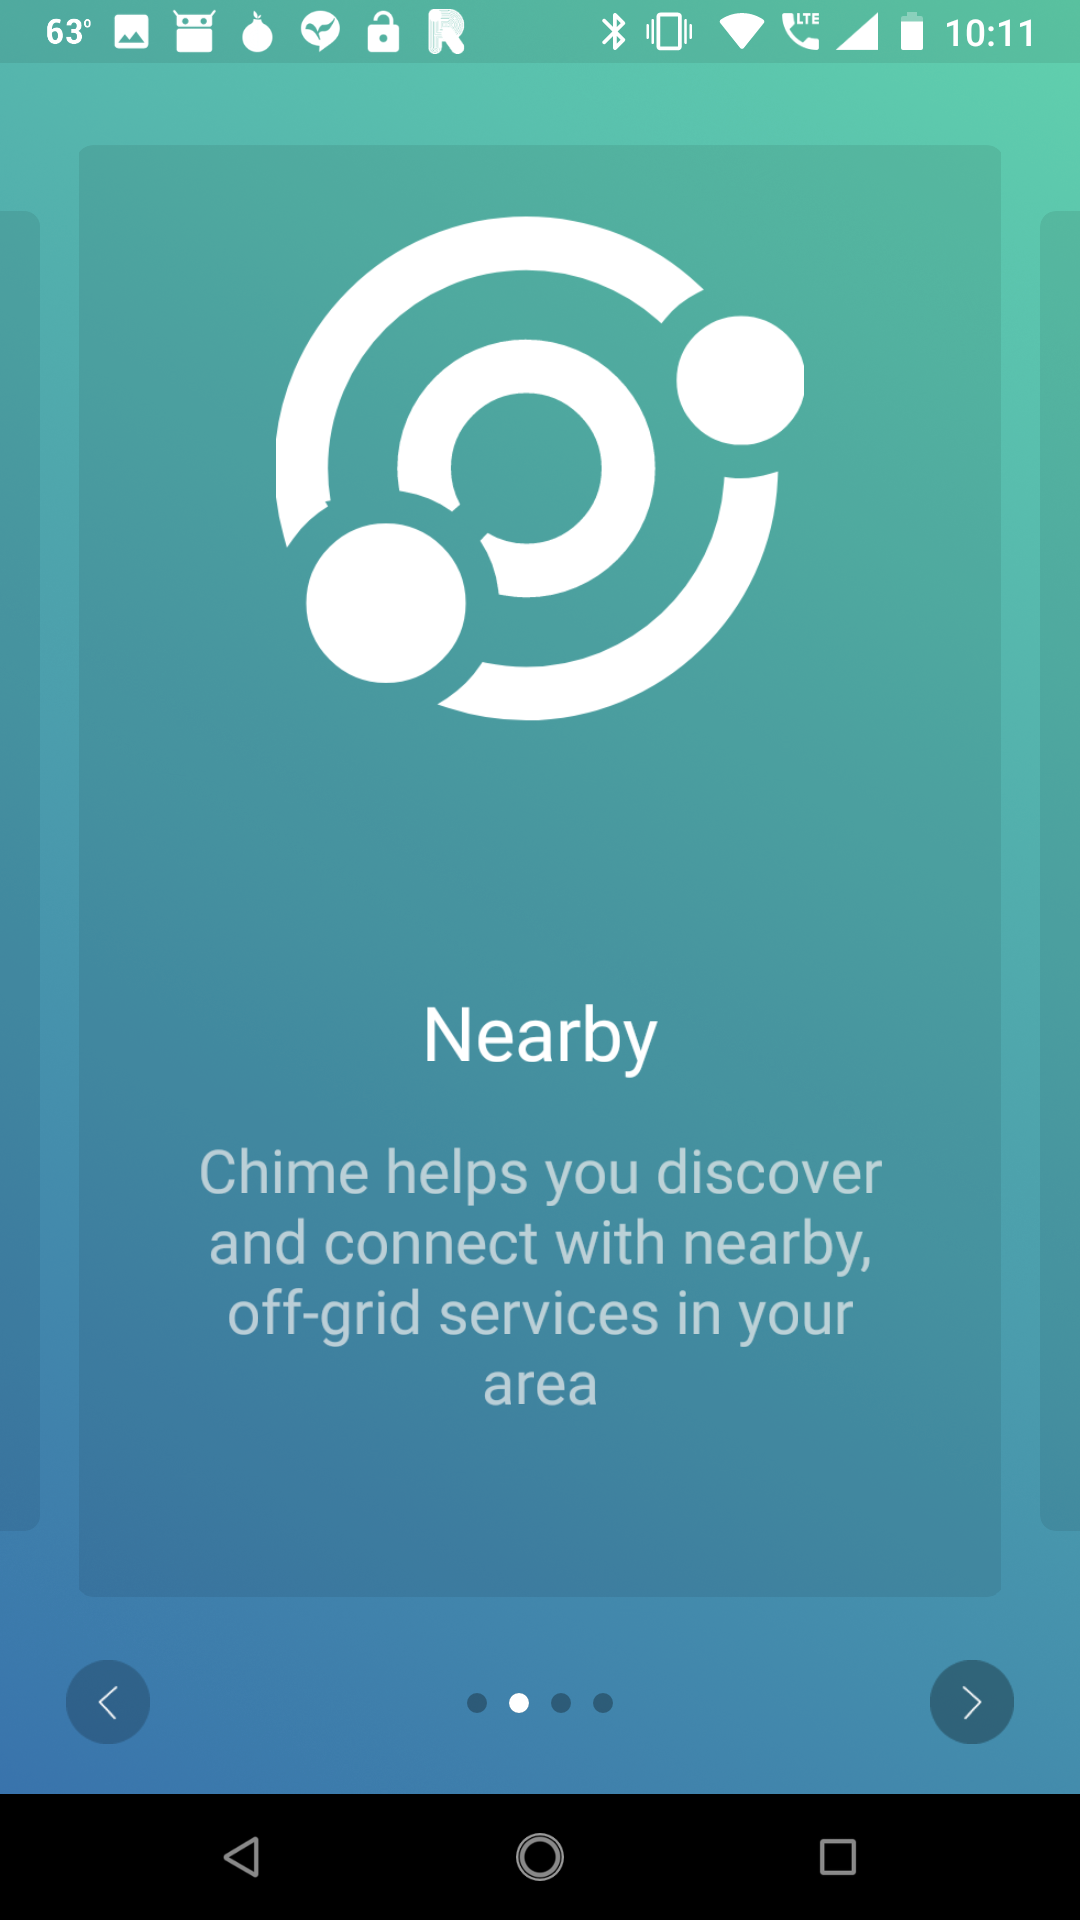 63° LTE 10:11
Nearby
Chime helps you discover
and connect with nearby,
off-grid services in your
area